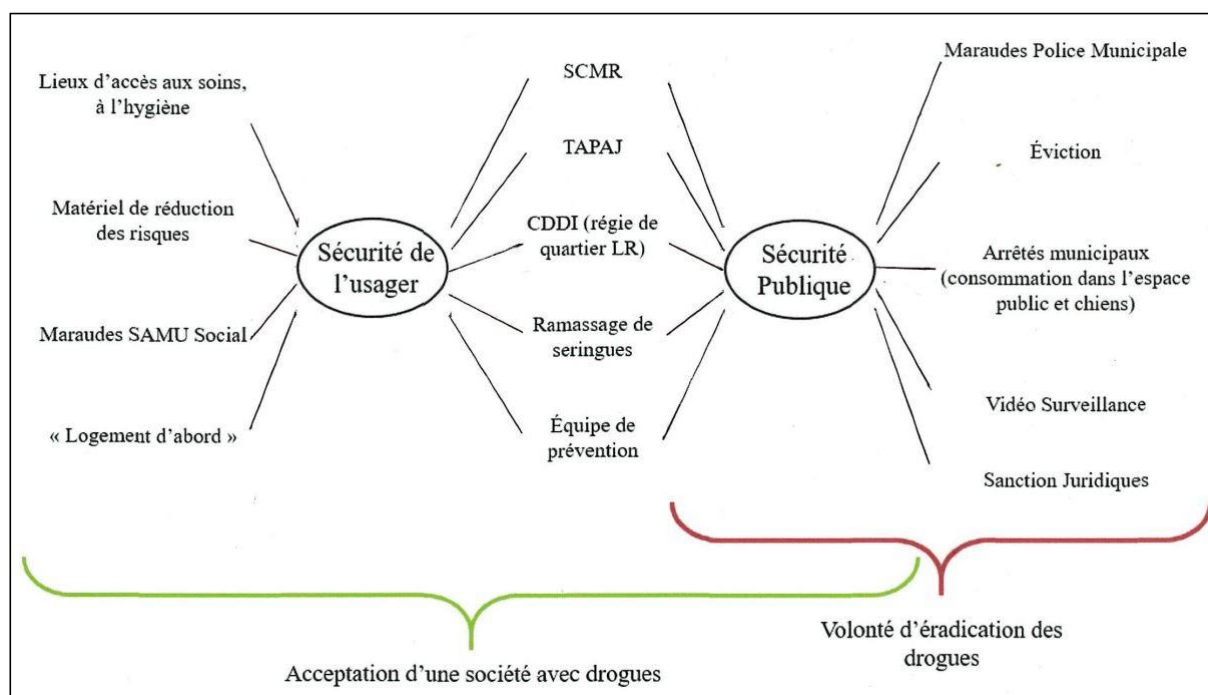 Lieux d'accès aux soins,
à l'hygiène
Matériel de réduction
des risques
Maraudes SAMU Social
« Logement d'abord »
Sécurité de
l'usager
SCMR
TAPAJ
CDDI (régie de
quartier LR)
Ramassage de
seringues
Équipe de
prévention
Sécurité
Publique
Maraudes Police Municipale
Éviction
Arrêtés municipaux
(consommation dans l'espace
public et chiens)
Vidéo Surveillance
Sanction Juridiques
Acceptation d'une société avec drogues
Volonté d'éradication des
drogues